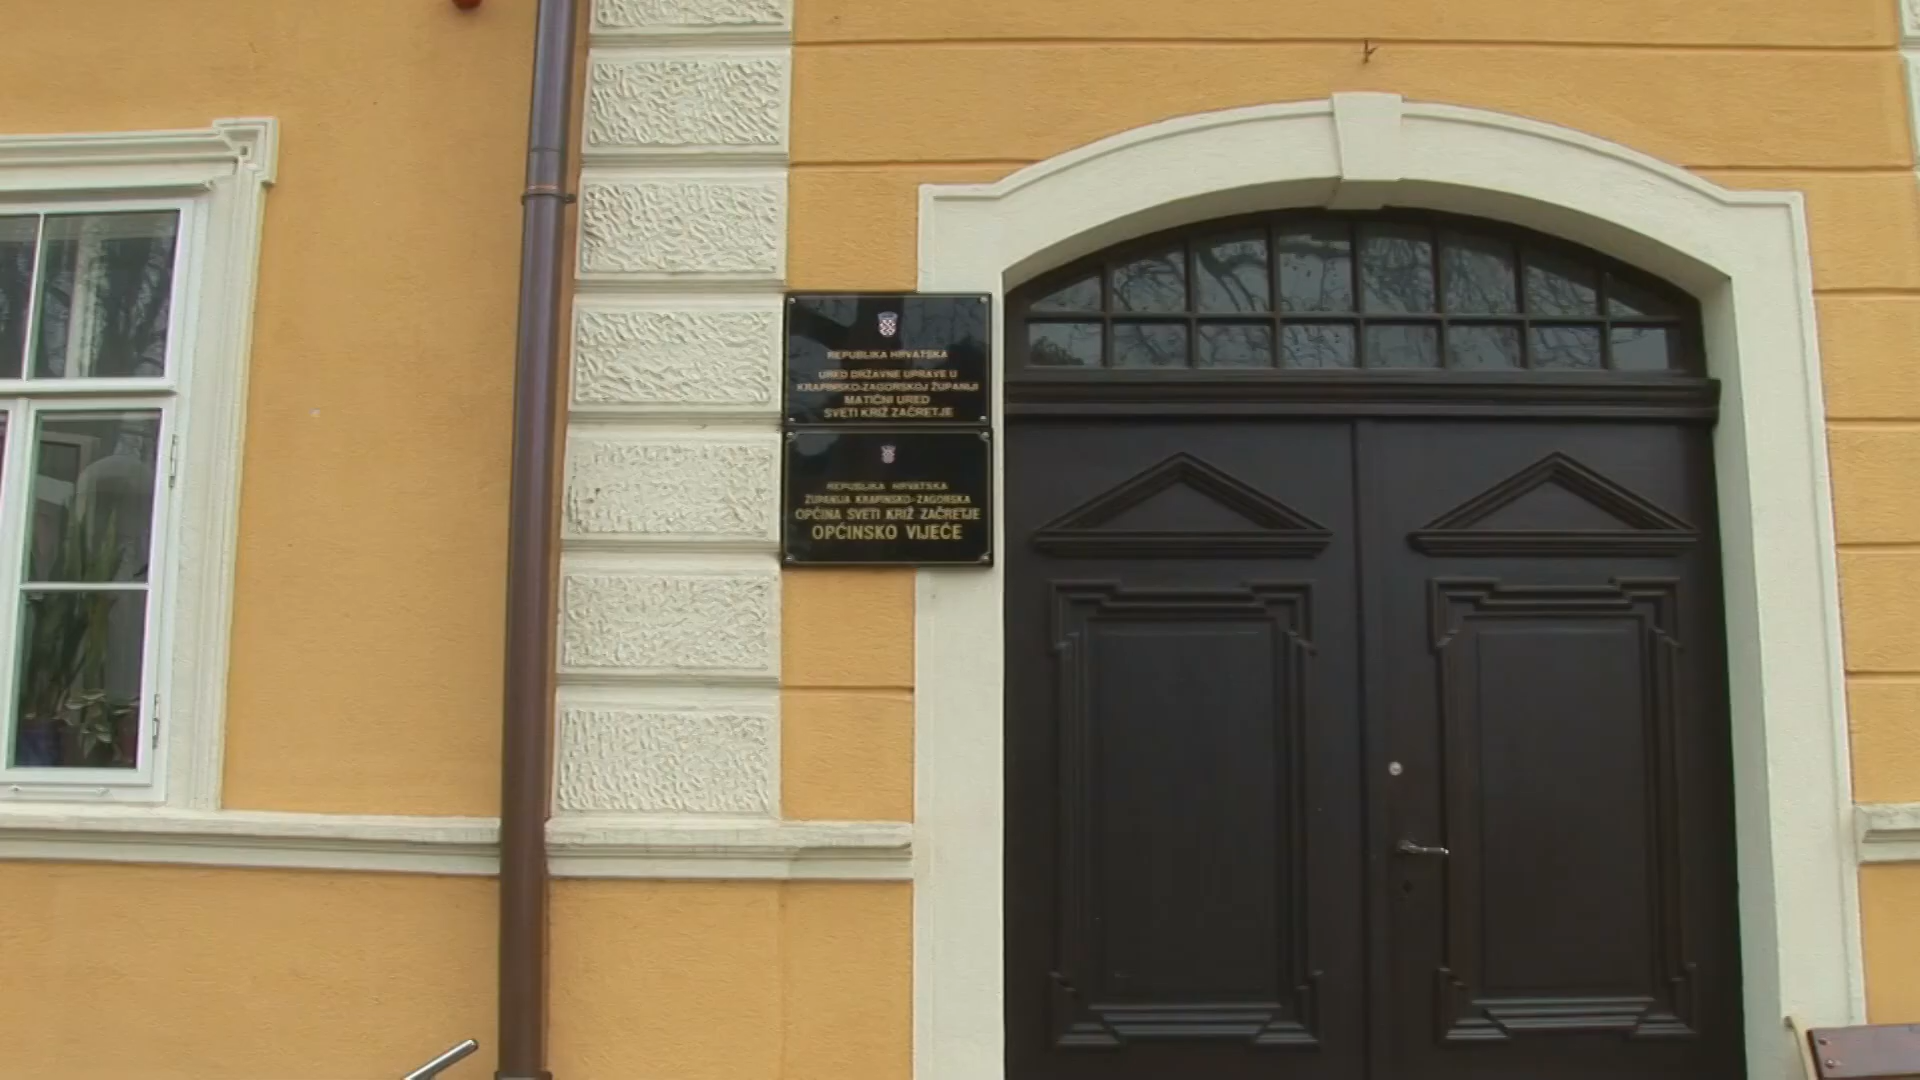 REPUBLIKA HRVATSKA
URED DRŽAVNE UPRAVE U
KRAPINSKO-ZAGORSKOJ ŽUPANIJI
MATIČNI URED
SVETI KRIŽ ZAČRETJE
REPUBLIKA HRVATSKA
ŽUPANIJA KRAPINSKO-ZAGORSKA
OPĆINA SVETI KRIŽ ZAČRETJE
OPĆINSKO VIJEĆE